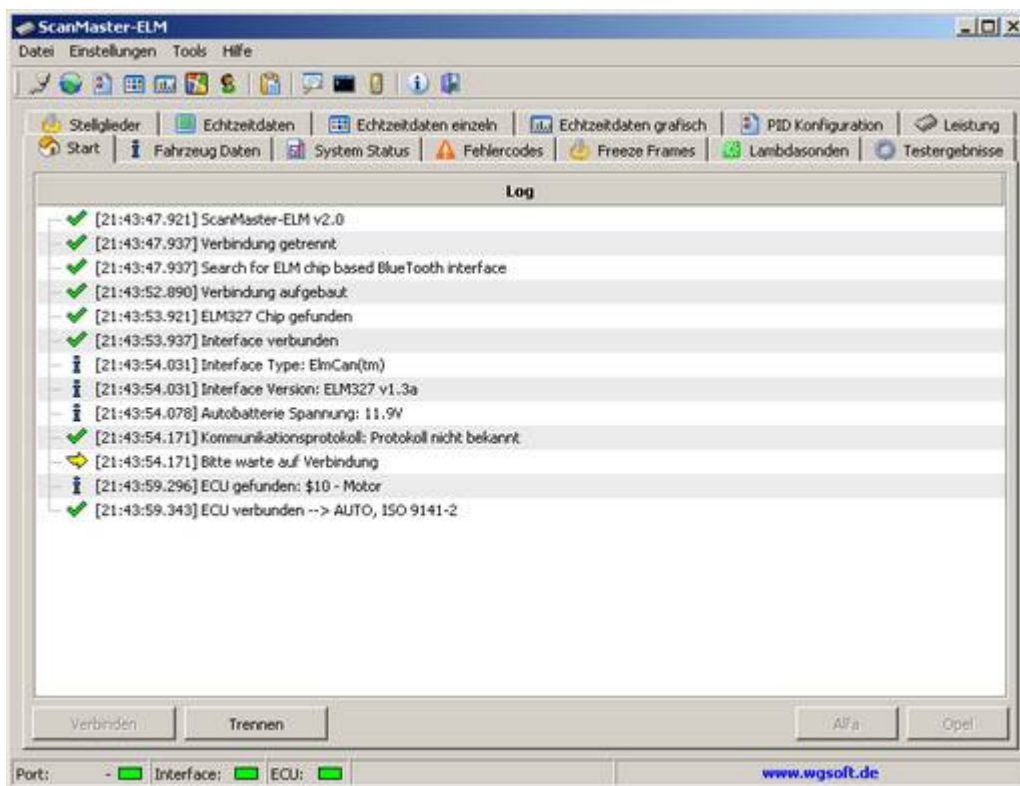 ScanMaster-ELM
Datei Einstellungen Tools Hilfe
Stellglieder Echtzeitdaten Echtzeitdaten einzeln Echtzeitdaten grafisch PID Konfiguration Leistung
Start Fahrzeug Daten System Status Fehlercodes Freeze Frames Lambdasonden Testergebnisse
Log
[21:43:47.921] ScanMaster-ELM v2.0
[21:43:47.937] Verbindung getrennt
[21:43:47.937] Search for ELM chip based BlueTooth interface
[21:43:52.890] Verbindung aufgebaut
[21:43:53.921] ELM327 Chip gefunden
[21:43:53.937] Interface verbunden
[21:43:54.031] Interface Type: ElmCan(tm)
[21:43:54.031] Interface Version: ELM327 v1.3a
[21:43:54.078] Autobatterie Spannung: 11.9V
[21:43:54.171] Kommunikationsprotokoll: Protokoll nicht bekannt
[21:43:54.171] Bitte warte auf Verbindung
[21:43:59.296] ECU gefunden: $10 - Motor
[21:43:59.343] ECU verbunden --> AUTO, ISO 9141-2
Verbinden Trennen Alfa Opel
Port: - Interface: ECU: www.wgsoft.de